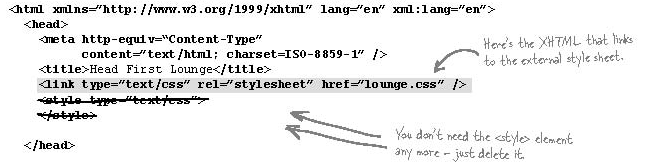 <html xmlns="http://www.w3.org/1999/xhtml" lang="en" xml:lang="en">
<head>
<meta http-equiv="Content-Type"
content="text/html; charset=ISO-8859-1" />
<title>Head First Lounge</title>
<link type="text/css" rel="stylesheet" href="lounge.css" />
<style type="text/css">
</style>
</head>
Here's the XHTML that links
to the external style sheet.
You don't need the <style> element
any more – just delete it.